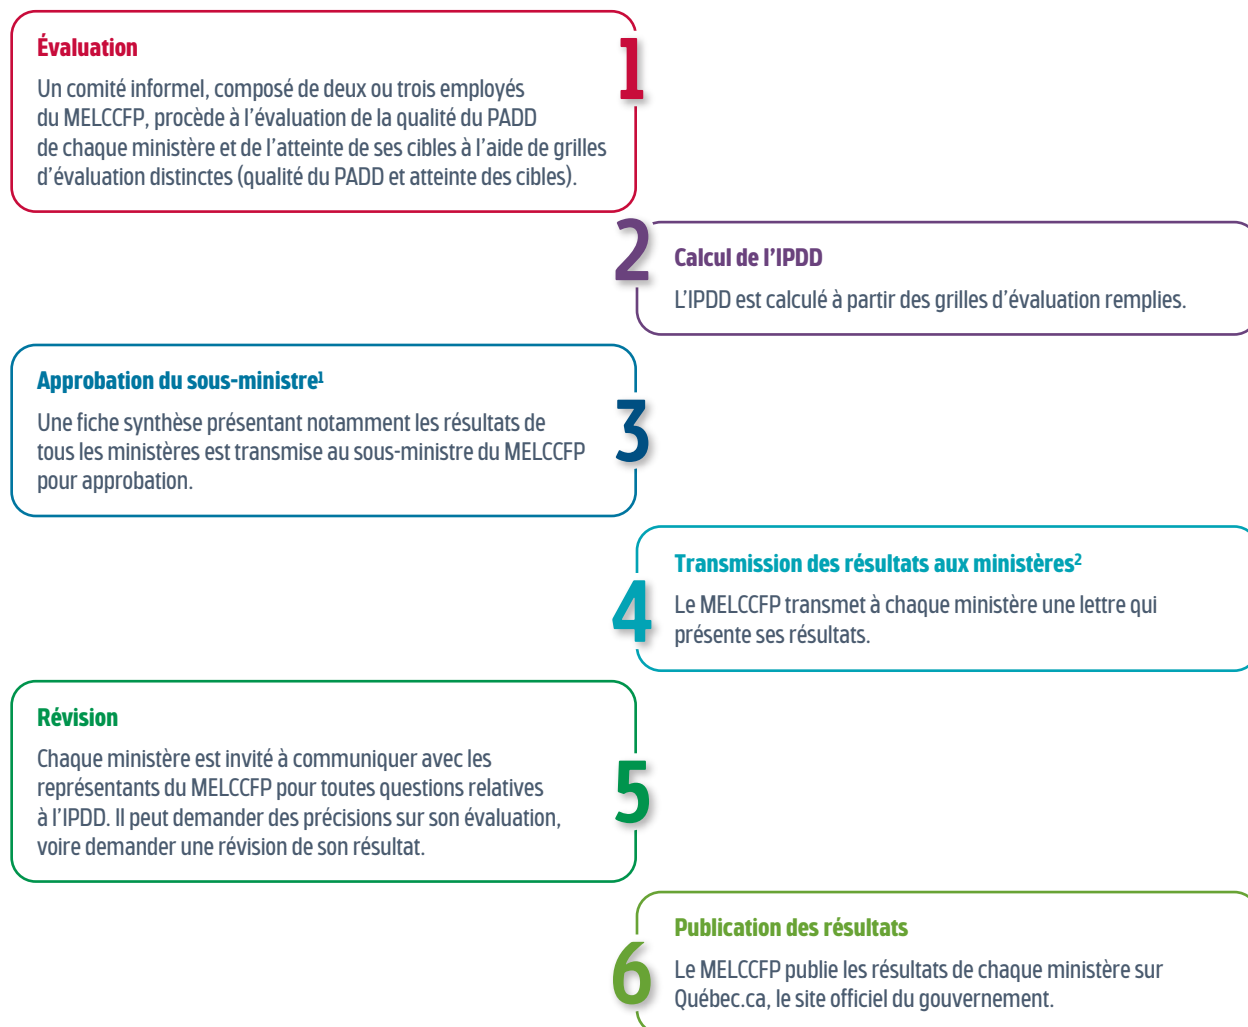 Évaluation
1
Un comité informel, composé de deux ou trois employés
du MELCCFP, procède à l'évaluation de la qualité du PADD
de chaque ministère et de l'atteinte de ses cibles à l'aide de grilles
d'évaluation distinctes (qualité du PADD et atteinte des cibles).
2
Calcul de l'IPDD
L'IPDD est calculé à partir des grilles d'évaluation remplies.
Approbation du sous-ministre¹
3
Une fiche synthèse présentant notamment les résultats de
tous les ministères est transmise au sous-ministre du MELCCFP
pour approbation.
4
Transmission des résultats aux ministères²
Le MELCCFP transmet à chaque ministère une lettre qui
présente ses résultats.
Révision
5
Chaque ministère est invité à communiquer avec les
représentants du MELCCFP pour toutes questions relatives
à l'IPDD. Il peut demander des précisions sur son évaluation,
voire demander une révision de son résultat.
6
Publication des résultats
Le MELCCFP publie les résultats de chaque ministère sur
Québec.ca, le site officiel du gouvernement.